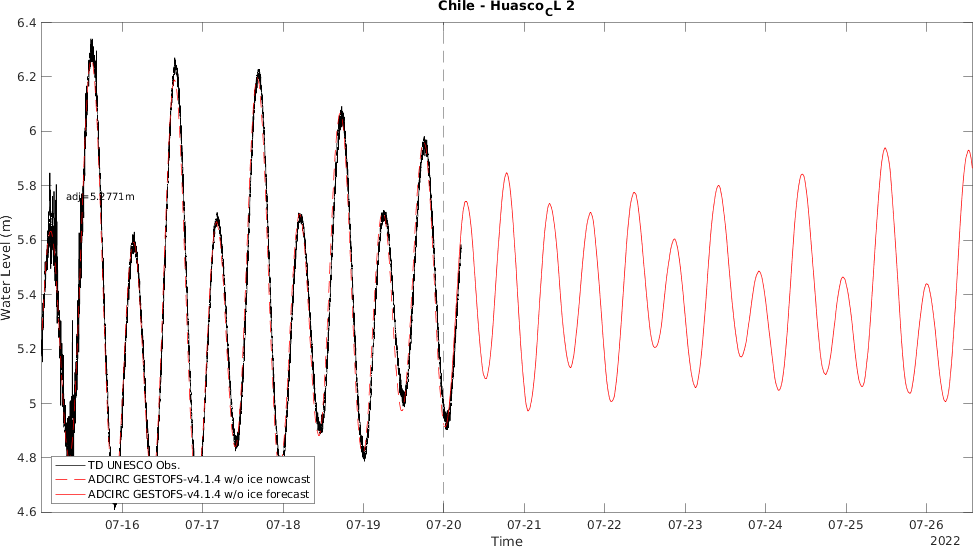 Chile - Huasco_CL 2
6.4
6.2
6
5.8
5.6
5.4
5.2
5
4.8
4.6
Water Level (m)
adj=5.2771m
TD UNESCO Obs.
ADCIRC GESTOFS-v4.1.4 w/o ice nowcast
ADCIRC GESTOFS-v4.1.4 w/o ice forecast
07-16 07-17 07-18 07-19 07-20 07-21 07-22 07-23 07-24 07-25 07-26
Time
2022